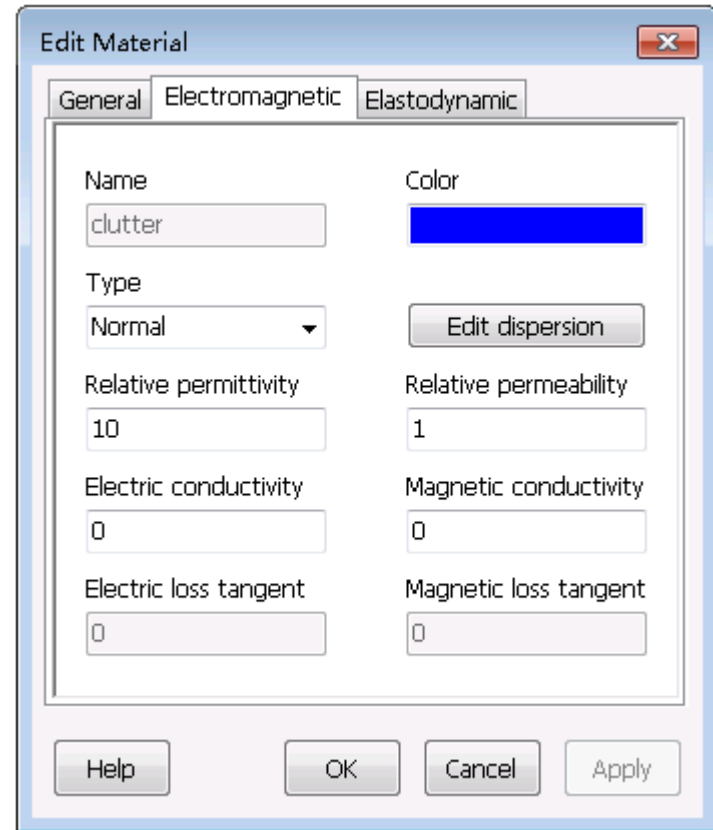 Edit Material
General Electromagnetic Elastodynamic
Name Color
clutter
Type
Normal Edit dispersion
Relative permittivity Relative permeability
10 1
Electric conductivity Magnetic conductivity
0 0
Electric loss tangent Magnetic loss tangent
0 0
Help OK Cancel Apply